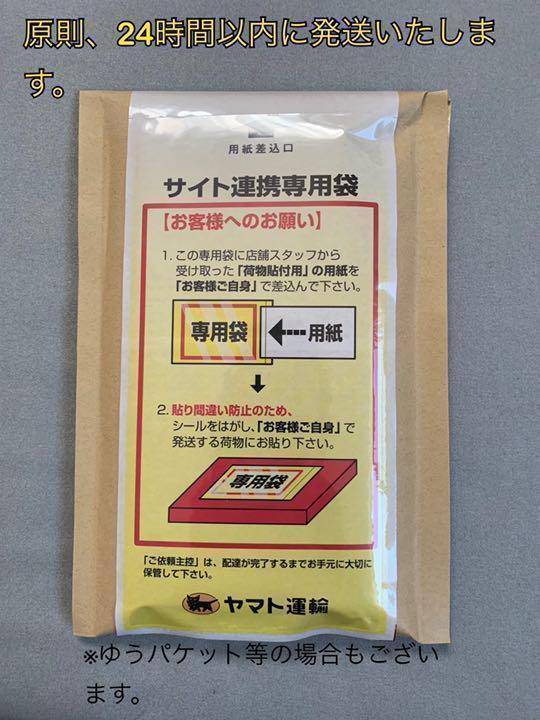 原則、24時間以内に発送いたしま
す。
用紙差込口
サイト連携専用袋
【お客様へのお願い】
1. この専用袋に店舗スタッフから
受け取った「荷物貼付用」の用紙を
「お客様ご自身」で差込んで下さい。
専用袋
用紙
2. 貼り間違い防止のため、
シールをはがし、「お客様ご自身」で
発送する荷物にお貼り下さい。
専用袋
「ご依頼主控」は、配達が完了するまでお手元に大切に
保管して下さい。
ヤマト運輸
※ゆうパケット等の場合もござい
ます。